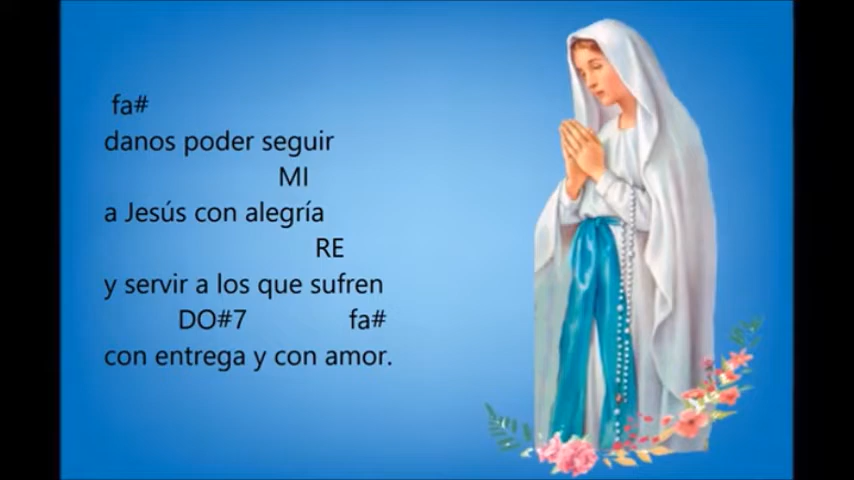 fa#
danos poder seguir
MI
a Jesús con alegría
RE
y servir a los que sufren
DO#7 fa#
con entrega y con amor.